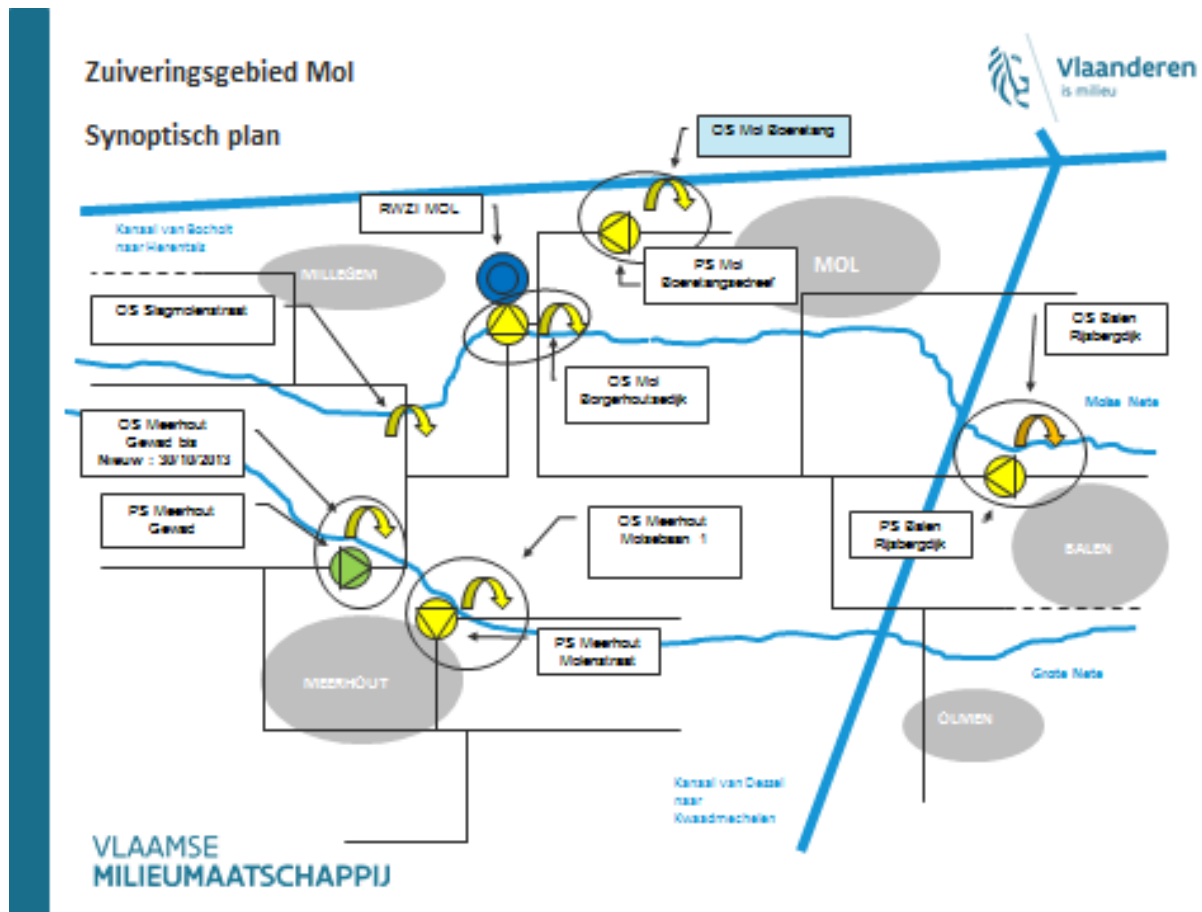 Zuiveringsgebied Mol
Synoptisch plan
Vlaanderen
is milieu
O/S Mol Boeretang
RWZI MOL
Kanaal van Bocholt
naar Herentals
MILLEGEM
PS Mol
Boeretangsedreef
MOL
O/S Slagmolenstraat
O/S Balen
Rijsbergdijk
O/S Mol
Borgerhoutsedijk
Molse Nete
O/S Meerhout
Gewad bis
Nieuw : 30/10/2013
PS Meerhout
Gewad
O/S Meerhout
Molsebaan 1
PS Balen
Rijsbergdijk
BALEN
PS Meerhout
Molenstraat
MEERHOUT
Grote Nete
OLMEN
Kanaal van Dessel
naar
Kwaadmechelen
VLAAMSE
MILIEUMAATSCHAPPIJ